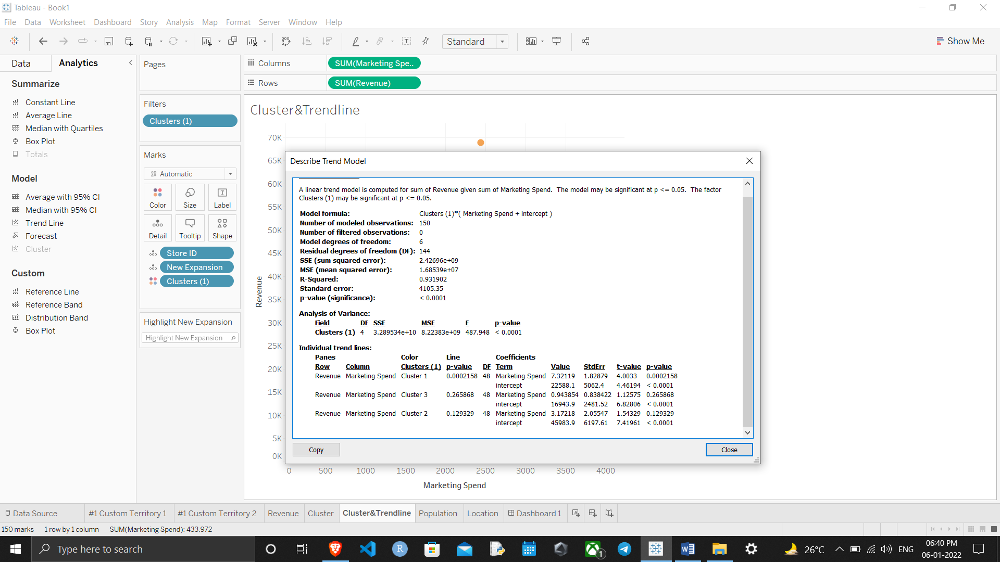 Tableau - Book1
File Data Worksheet Dashboard Story Analysis Map Format Server Window Help
Standard
Show Me
Data Analytics
Summarize
Constant Line
Average Line
Median with Quartiles
Box Plot
Totals
Model
Average with 95% CI
Median with 95% CI
Trend Line
Forecast
Cluster
Custom
Reference Line
Reference Band
Distribution Band
Box Plot
Pages
Filters
Clusters (1)
Marks
Automatic
Color Size Label
Detail Tooltip Shape
Store ID
New Expansion
Clusters (1)
Highlight New Expansion
Highlight New Expansion
Columns SUM(Marketing Spe..
Rows SUM(Revenue)
Cluster&Trendline
70K
65K
60K
55K
50K
45K
40K
35K
30K
25K
20K
15K
10K
5K
0K
Revenue
0 500 1000 1500 2000 2500 3000 3500 4000
Marketing Spend
Describe Trend Model
A linear trend model is computed for sum of Revenue given sum of Marketing Spend. The model may be significant at p <= 0.05. The factor
Clusters (1) may be significant at p <= 0.05.
Model formula: Clusters (1)*( Marketing Spend + intercept )
Number of modeled observations: 150
Number of filtered observations: 0
Model degrees of freedom: 6
Residual degrees of freedom (DF): 144
SSE (sum squared error): 2.42696e+09
MSE (mean squared error): 1.68539e+07
R-Squared: 0.931902
Standard error: 4105.35
p-value (significance): < 0.0001
Analysis of Variance:
Field DF SSE MSE F p-value
Clusters (1) 4 3.289534e+10 8.22383e+09 487.948 < 0.0001
Individual trend lines:
Panes Color Line Coefficients
Row Column Clusters (1) p-value DF Term Value StdErr t-value p-value
Revenue Marketing Spend Cluster 1 0.0002158 48 Marketing Spend 7.32119 1.82879 4.0033 0.0002158
intercept 22588.1 5062.4 4.46194 < 0.0001
Revenue Marketing Spend Cluster 3 0.265868 48 Marketing Spend 0.943854 0.838422 1.12575 0.265868
intercept 16943.9 2481.52 6.82806 < 0.0001
Revenue Marketing Spend Cluster 2 0.129329 48 Marketing Spend 3.17218 2.05547 1.54329 0.129329
intercept 45983.9 6197.61 7.41961 < 0.0001
Copy Close
Data Source #1 Custom Territory 1 #1 Custom Territory 2 Revenue Cluster Cluster&Trendline Population Location Dashboard 1
150 marks 1 row by 1 column SUM(Marketing Spend): 433,972
Type here to search
R
W
1
26°C
ENG
06:40 PM
06-01-2022